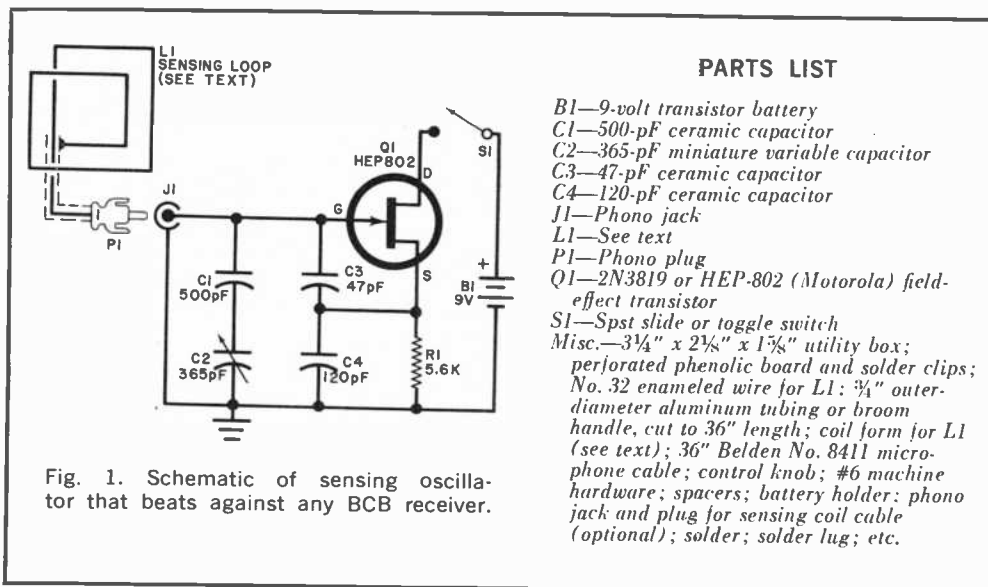 L1
SENSING LOOP
(SEE TEXT)
P1
J1
Q1
HEP802
D
G
S
S1
C1
500pF
C2
365pF
C3
47pF
C4
120pF
R1
5.6K
+
B1
9V
Fig. 1. Schematic of sensing oscilla-
tor that beats against any BCB receiver.
PARTS LIST
B1—9-volt transistor battery
C1—500-pF ceramic capacitor
C2—365-pF miniature variable capacitor
C3—47-pF ceramic capacitor
C4—120-pF ceramic capacitor
J1—Phono jack
L1—See text
P1—Phono plug
Q1—2N3819 or HEP-802 (Motorola) field-
effect transistor
S1—Spst slide or toggle switch
Misc.—3¼" x 2⅛" x 1⅝" utility box;
perforated phenolic board and solder clips;
No. 32 enameled wire for L1: ¾" outer-
diameter aluminum tubing or broom
handle, cut to 36" length; coil form for L1
(see text); 36" Belden No. 8411 micro-
phone cable; control knob; #6 machine
hardware; spacers; battery holder: phono
jack and plug for sensing coil cable
(optional); solder; solder lug; etc.